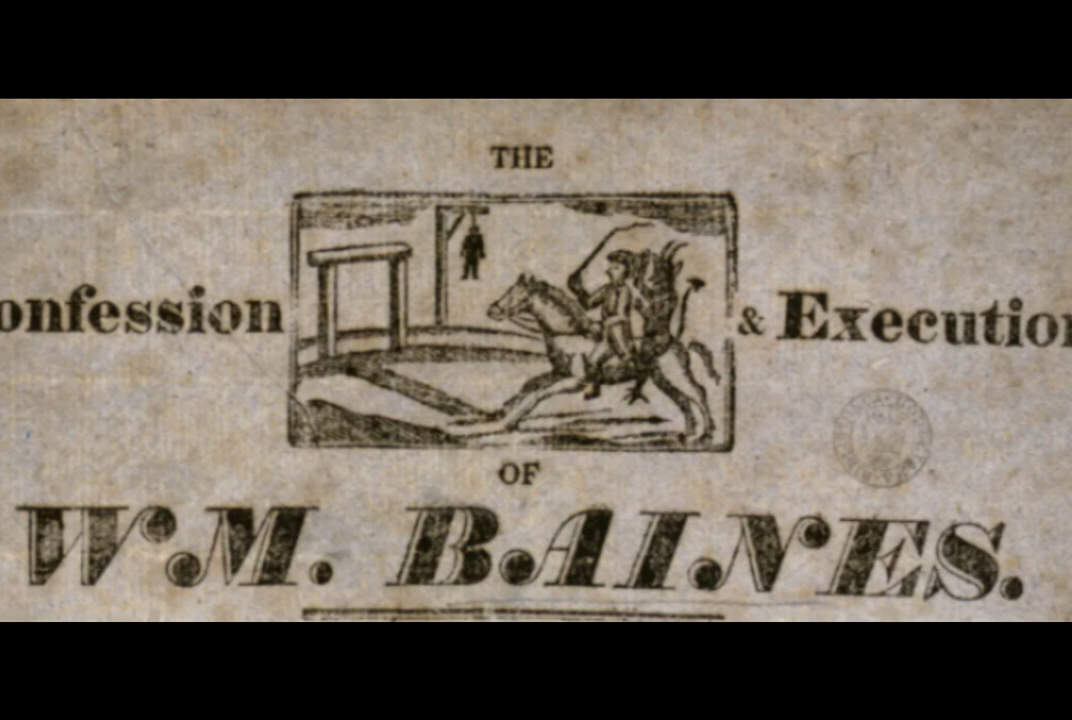 THE
onfession & Executio
OF
WM. BAINES.